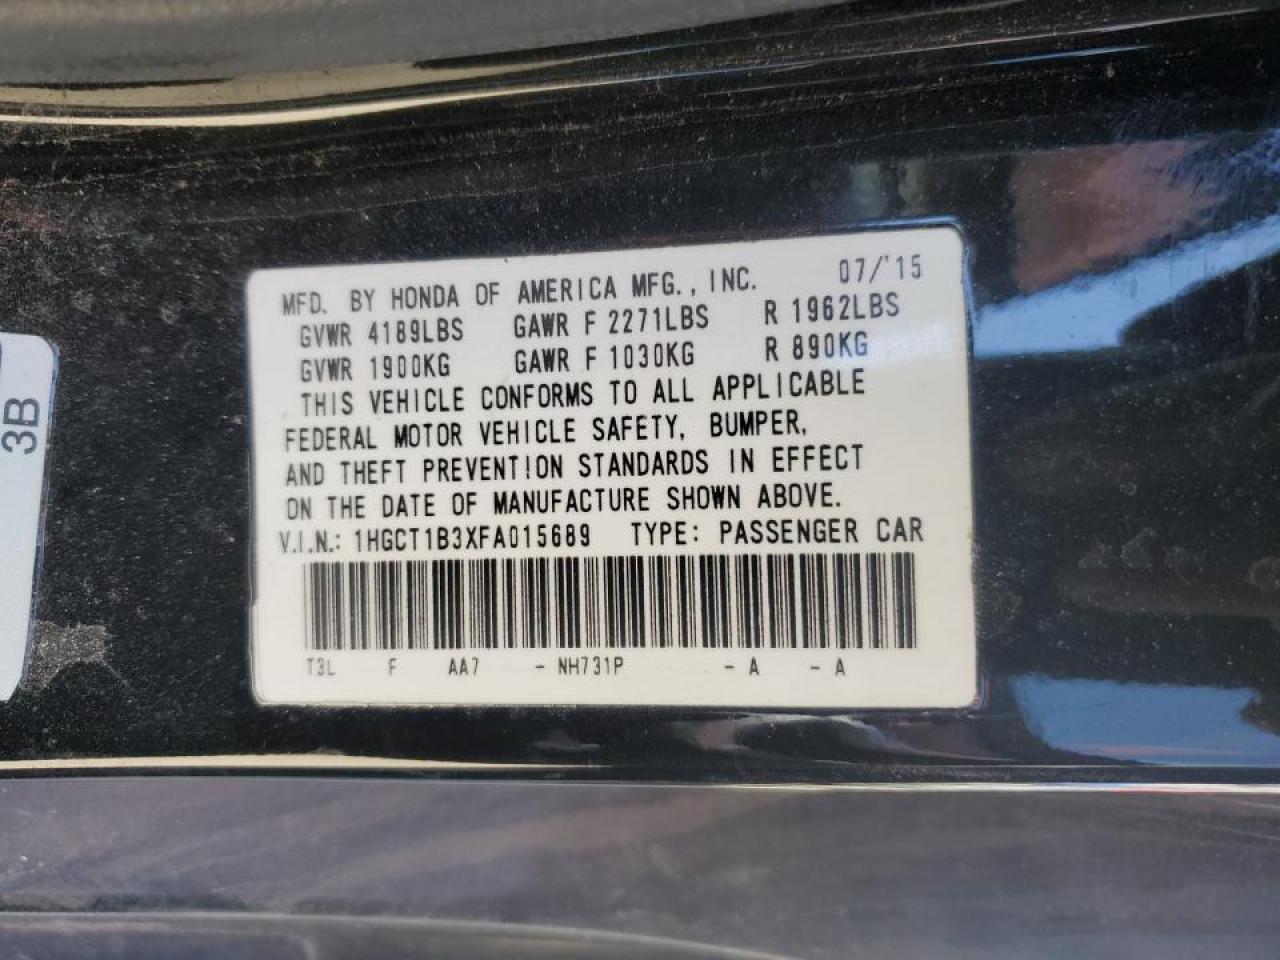 MFD. BY HONDA OF AMERICA MFG., INC. 07/'15
GVWR 4189LBS GAWR F 2271LBS R 1962LBS
GVWR 1900KG GAWR F 1030KG R 890KG
THIS VEHICLE CONFORMS TO ALL APPLICABLE
FEDERAL MOTOR VEHICLE SAFETY, BUMPER,
AND THEFT PREVENTION STANDARDS IN EFFECT
ON THE DATE OF MANUFACTURE SHOWN ABOVE.
V.I.N.: 1HGCT1B3XFA015689 TYPE: PASSENGER CAR
T3L F AA7 - NH731P - A - A
3B